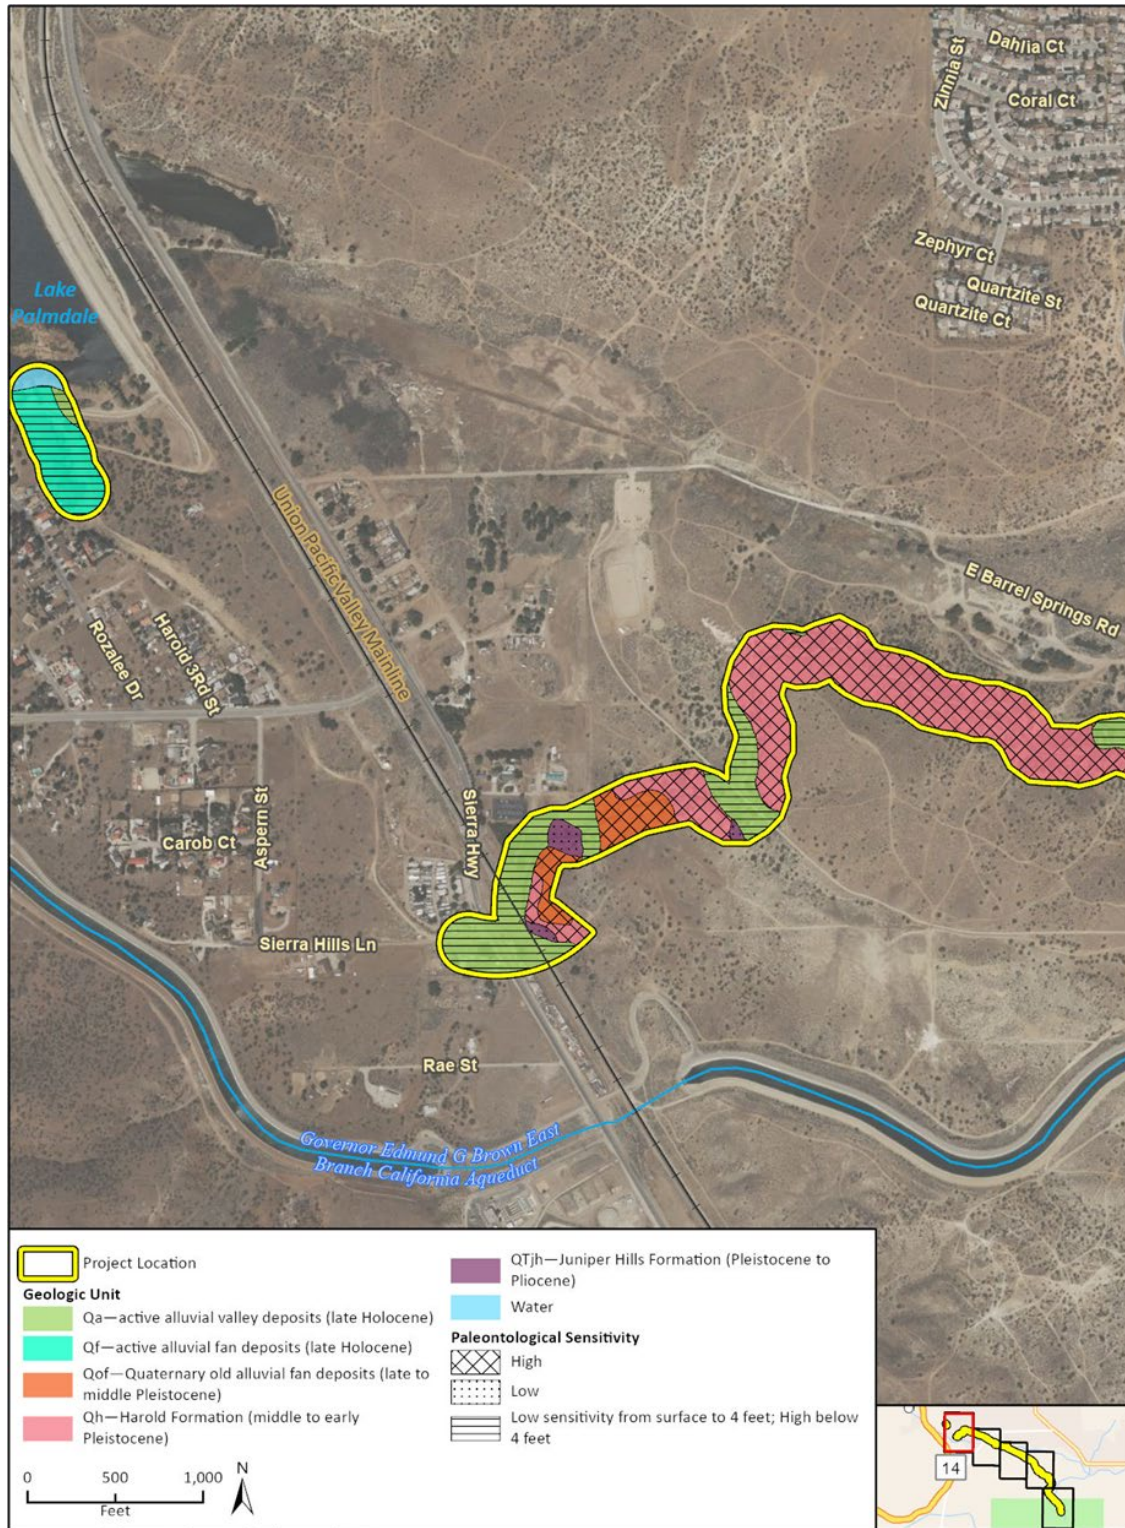 Dahlia Ct
Zinnia St
Coral Ct
Zephyr Ct
Quartzite St
Quartzite Ct
Lake
Palmdale
Union Pacific Valley Mainline
E Barrel Springs Rd
Harold 3Rd St
Rozalee Dr
Sierra Hwy
Aspern St
Carob Ct
Sierra Hills Ln
Rae St
Governor Edmund G Brown East
Branch California Aqueduct
Project Location
Geologic Unit
Qa—active alluvial valley deposits (late Holocene)
Qf—active alluvial fan deposits (late Holocene)
Qof—Quaternary old alluvial fan deposits (late to
middle Pleistocene)
Qh—Harold Formation (middle to early
Pleistocene)
QTjh—Juniper Hills Formation (Pleistocene to
Pliocene)
Water
Paleontological Sensitivity
High
Low
Low sensitivity from surface to 4 feet; High below
4 feet
0 500 1,000
Feet
N
14